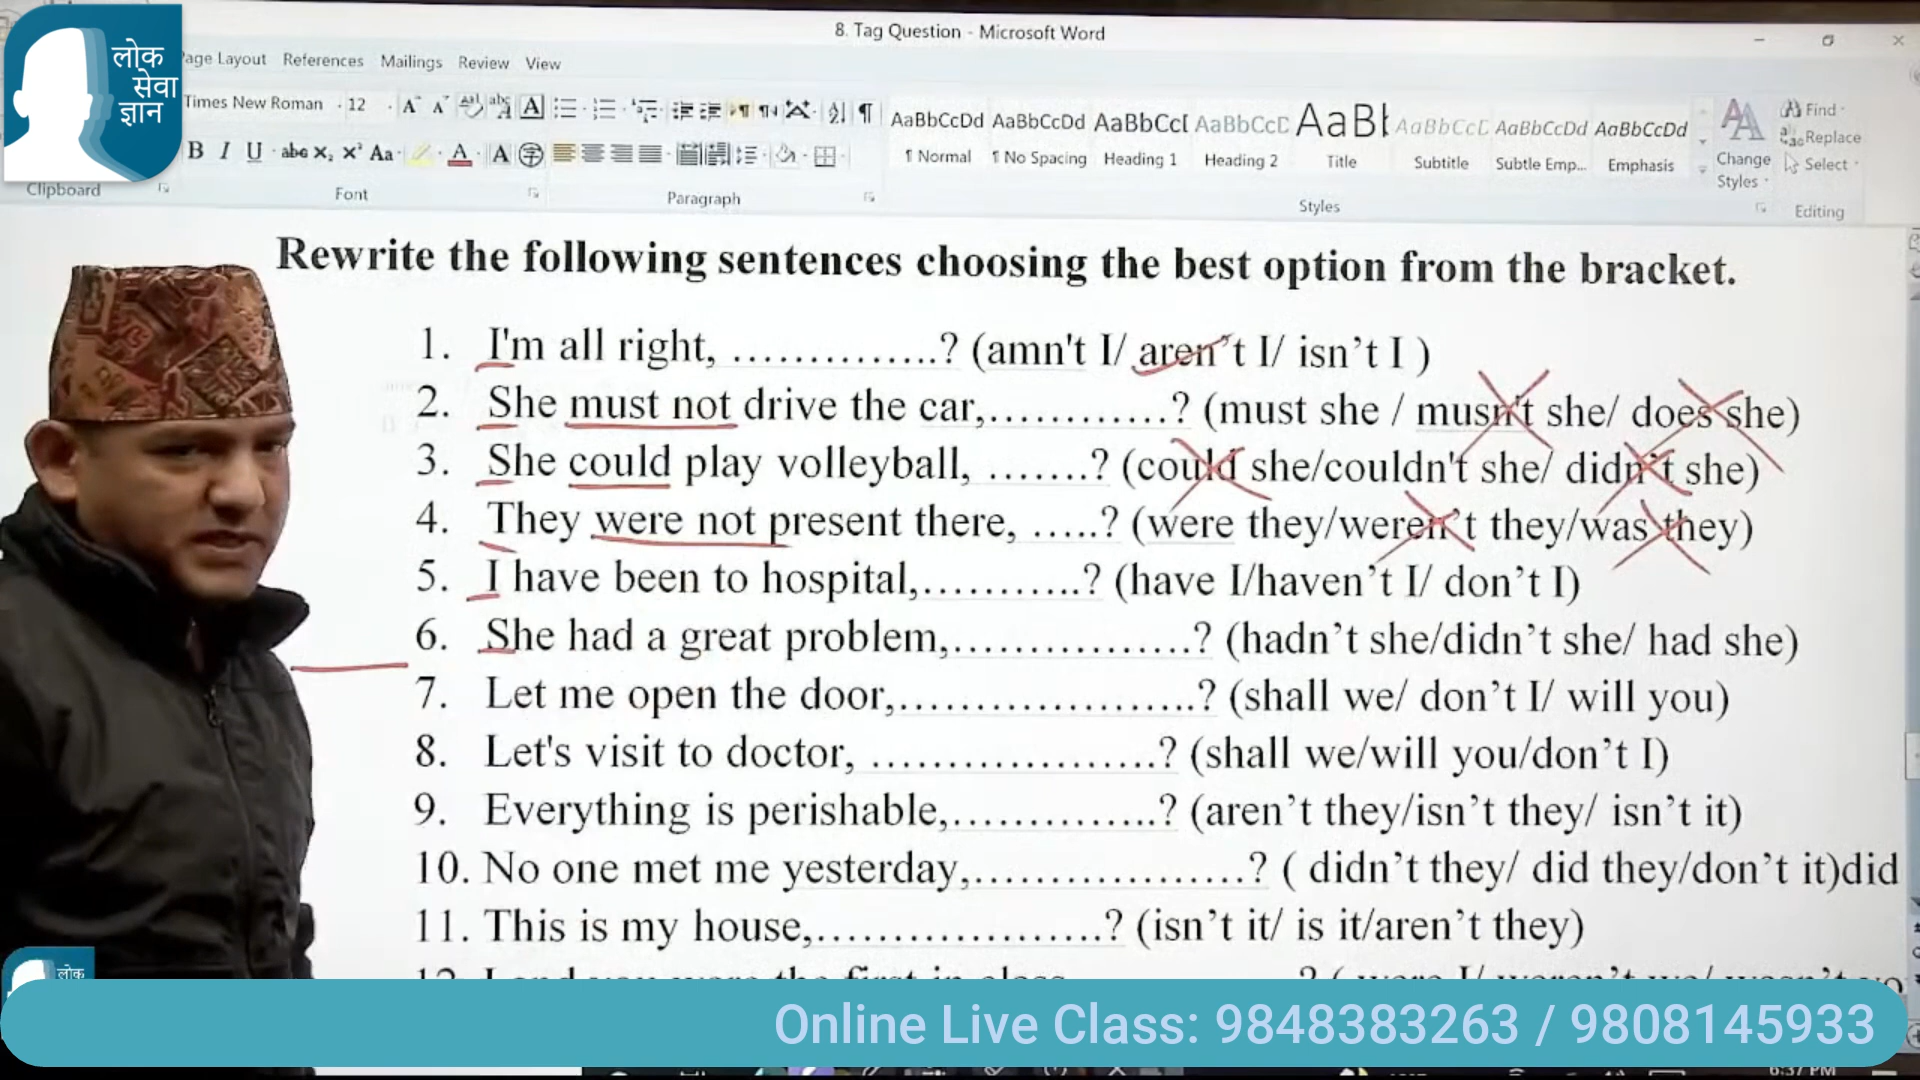 8. Tag Question - Microsoft Word
लोक
सेवा
ज्ञान
Page Layout References Mailings Review View
Times New Roman 12
AaBbCcDd AaBbCcDd AaBbCcI AaBbCcD AaBl AaBbCcD AaBbCcDd AaBbCcDd
¶ Normal ¶ No Spacing Heading 1 Heading 2 Title Subtitle Subtle Emp... Emphasis
Change Styles
Find
Replace
Select
Clipboard Font Paragraph Styles Editing
Rewrite the following sentences choosing the best option from the bracket.
1. I'm all right, ..............? (amn't I/ aren't I/ isn't I )
2. She must not drive the car,............? (must she / musn't she/ does she)
3. She could play volleyball, .......? (could she/couldn't she/ didn't she)
4. They were not present there, .....? (were they/weren't they/was they)
5. I have been to hospital,...........? (have I/haven't I/ don't I)
6. She had a great problem,................? (hadn't she/didn't she/ had she)
7. Let me open the door,....................? (shall we/ don't I/ will you)
8. Let's visit to doctor, ...................? (shall we/will you/don't I)
9. Everything is perishable,..............? (aren't they/isn't they/ isn't it)
10. No one met me yesterday,..................? ( didn't they/ did they/don't it)did
11. This is my house,...................? (isn't it/ is it/aren't they)
लोक
Online Live Class: 9848383263 / 9808145933
6:37 PM